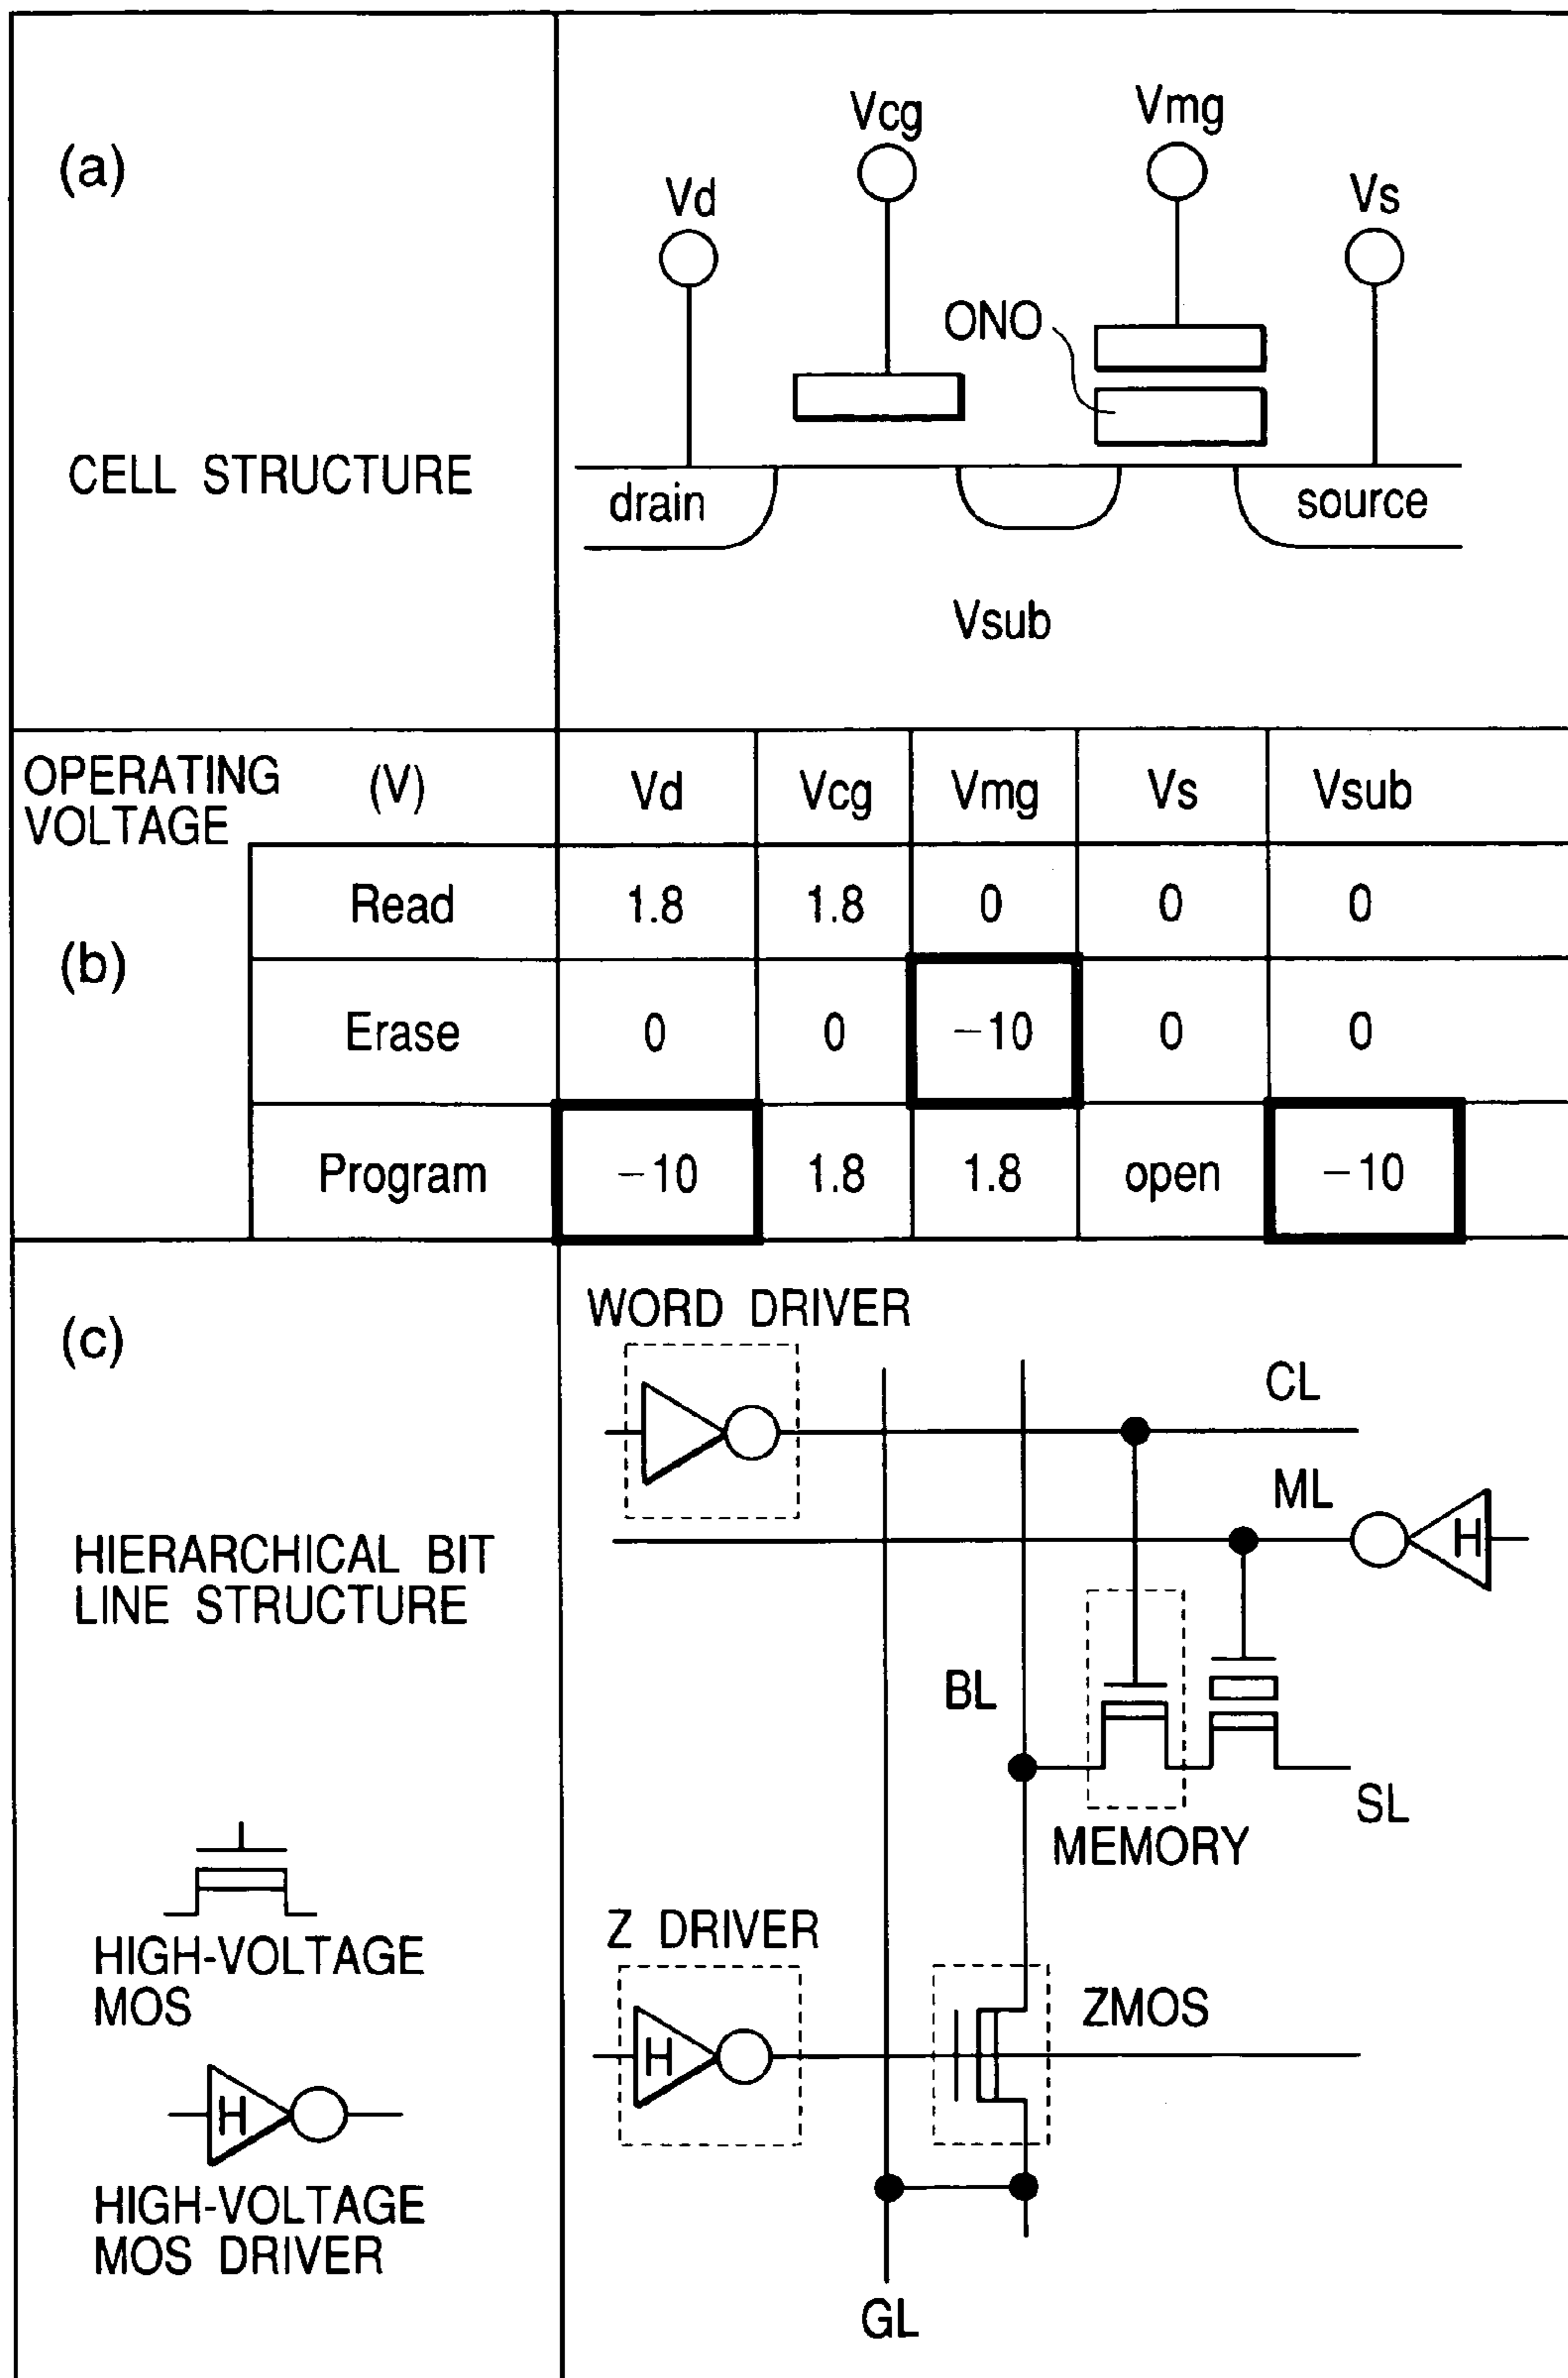 (a)
CELL STRUCTURE
Vd
Vcg
Vmg
Vs
ONO
drain
source
Vsub
OPERATING
VOLTAGE
(V) Vd Vcg Vmg Vs Vsub
(b)
Read 1.8 1.8 0 0 0
Erase 0 0 −10 0 0
Program −10 1.8 1.8 open −10
(c)
HIERARCHICAL BIT
LINE STRUCTURE
HIGH-VOLTAGE
MOS
H
HIGH-VOLTAGE
MOS DRIVER
WORD DRIVER
CL
ML
H
BL
SL
MEMORY
Z DRIVER
H
ZMOS
GL